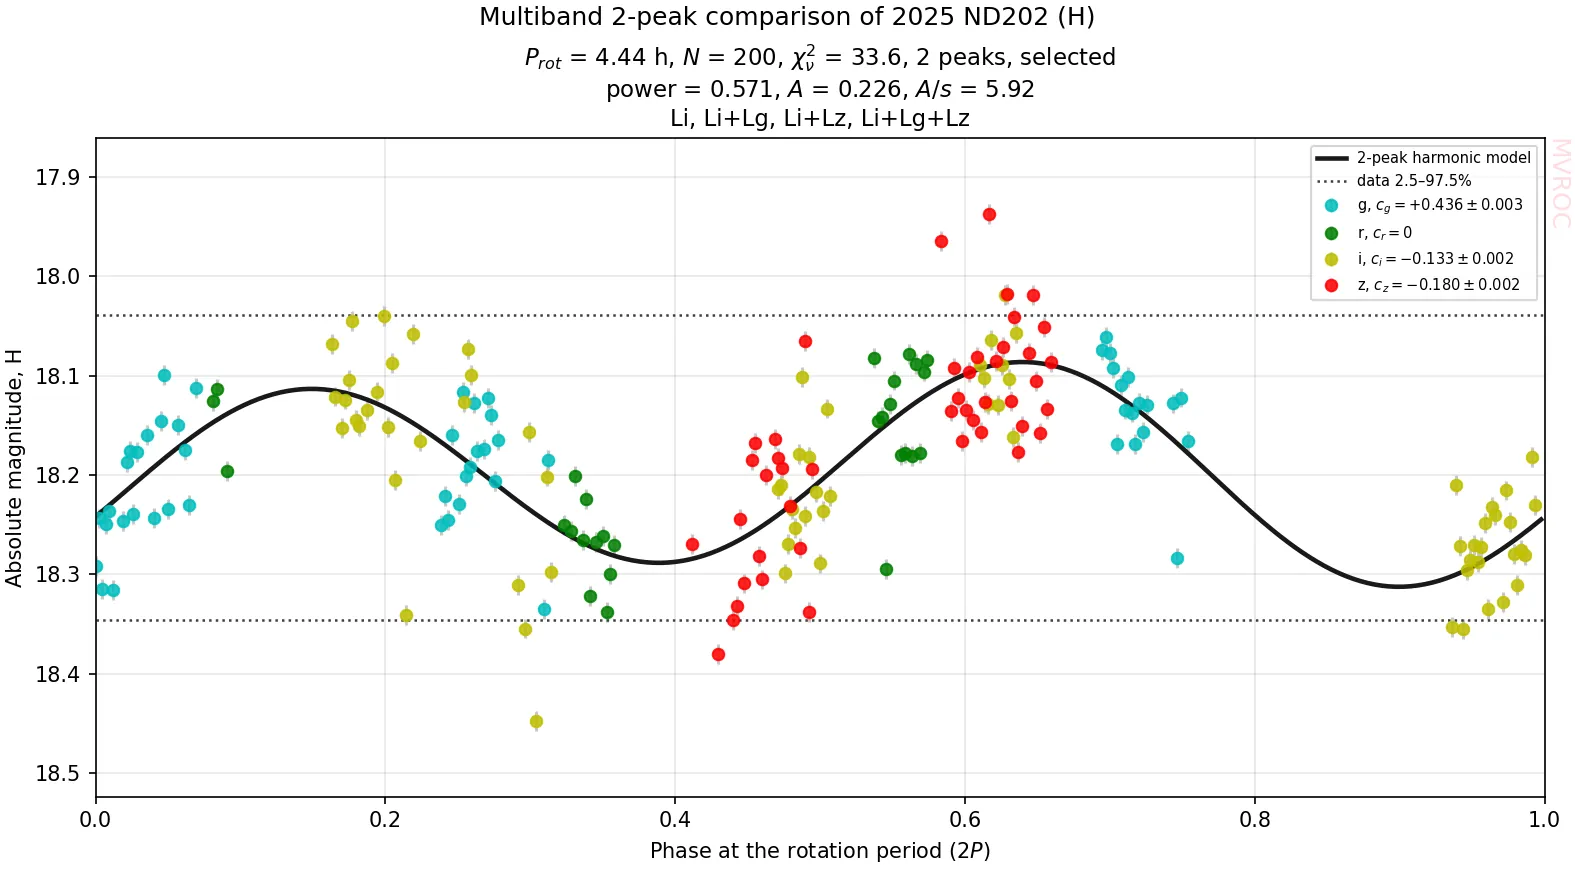 Multiband 2-peak comparison of 2025 ND202 (H)
P_rot = 4.44 h, N = 200, χ²_ν = 33.6, 2 peaks, selected
power = 0.571, A = 0.226, A/s = 5.92
Li, Li+Lg, Li+Lz, Li+Lg+Lz
2-peak harmonic model
data 2.5–97.5%
g, c_g = +0.436 ± 0.003
r, c_r = 0
i, c_i = −0.133 ± 0.002
z, c_z = −0.180 ± 0.002
MVROC
Absolute magnitude, H
17.9
18.0
18.1
18.2
18.3
18.4
18.5
0.0 0.2 0.4 0.6 0.8 1.0
Phase at the rotation period (2P)